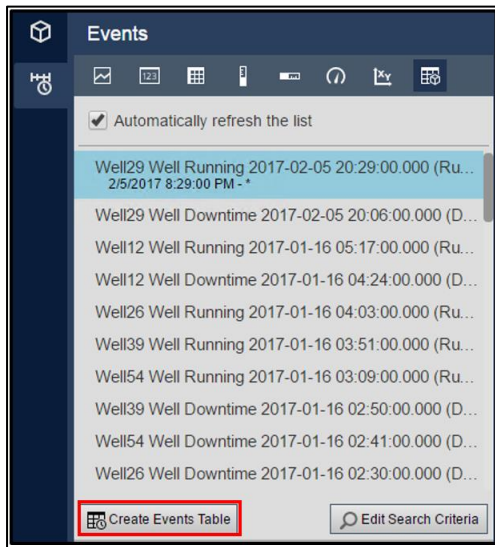 Events
123
XY
Automatically refresh the list
Well29 Well Running 2017-02-05 20:29:00.000 (Ru...
2/5/2017 8:29:00 PM - *
Well29 Well Downtime 2017-02-05 20:06:00.000 (D...
Well12 Well Running 2017-01-16 05:17:00.000 (Ru...
Well12 Well Downtime 2017-01-16 04:24:00.000 (D...
Well26 Well Running 2017-01-16 04:03:00.000 (Ru...
Well39 Well Running 2017-01-16 03:51:00.000 (Ru...
Well54 Well Running 2017-01-16 03:09:00.000 (Ru...
Well39 Well Downtime 2017-01-16 02:50:00.000 (D...
Well54 Well Downtime 2017-01-16 02:41:00.000 (D...
Well26 Well Downtime 2017-01-16 02:30:00.000 (D...
Create Events Table
Edit Search Criteria